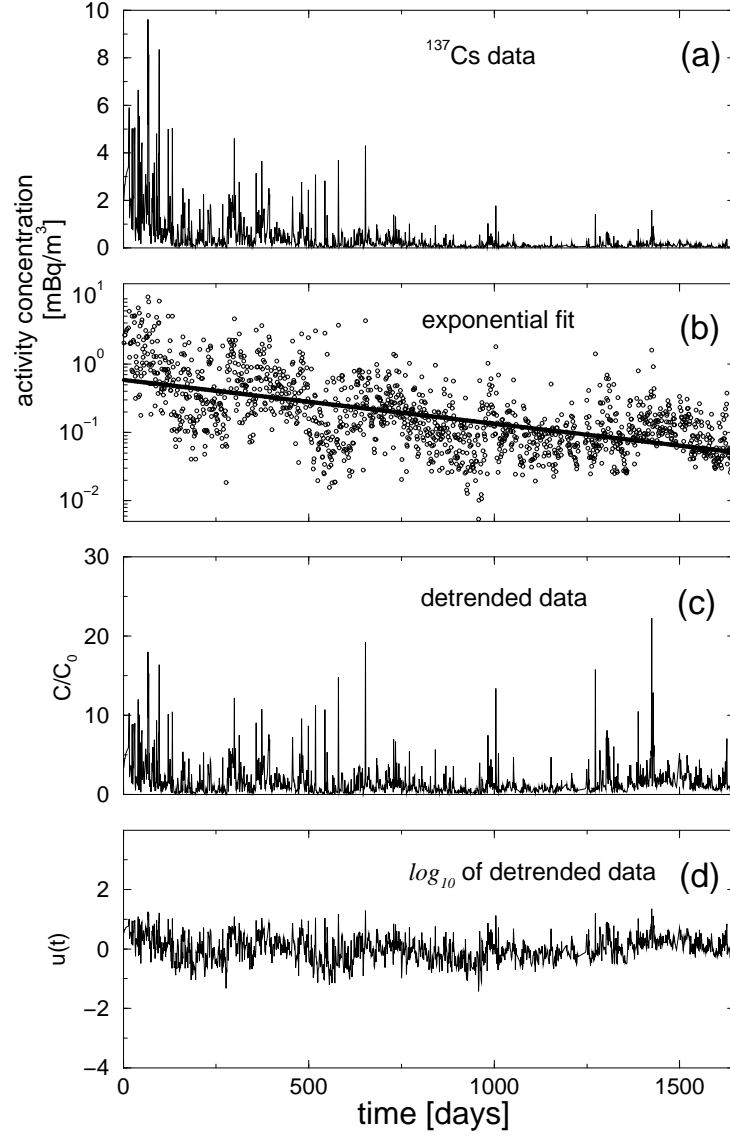 10
8
6
4
2
0
¹³⁷Cs data
(a)
activity concentration
[mBq/m³]
10¹
10⁰
10⁻¹
10⁻²
exponential fit
(b)
30
20
10
0
C/C₀
detrended data
(c)
2
0
−2
−4
u(t)
log₁₀ of detrended data
(d)
0
500
1000
1500
time [days]